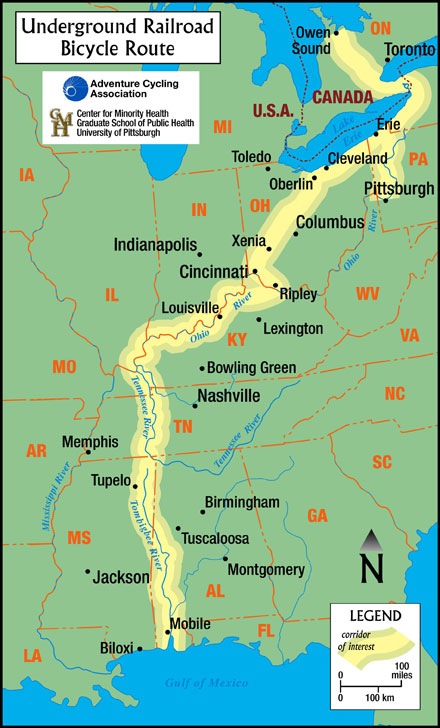 Underground Railroad
Bicycle Route
Adventure Cycling
Association
CMH
Center for Minority Health
Graduate School of Public Health
University of Pittsburgh
Owen
Sound
ON
Toronto
CANADA
U.S.A.
MI
Lake
Erie
Erie
Toledo
Cleveland
PA
Oberlin
Pittsburgh
IA
IN
OH
River
Columbus
Xenia
Indianapolis
Ohio
Cincinnati
Ripley
IL
WV
Louisville
River
Lexington
Ohio
KY
VA
MO
Bowling Green
Tennessee River
Nashville
NC
TN
Tennessee River
AR
Memphis
SC
Tupelo
Mississippi River
Birmingham
GA
Tombigbee River
Tuscaloosa
MS
Montgomery
N
Jackson
AL
LEGEND
corridor
of interest
Mobile
FL
Biloxi
LA
100
miles
0
100 km
Gulf of Mexico